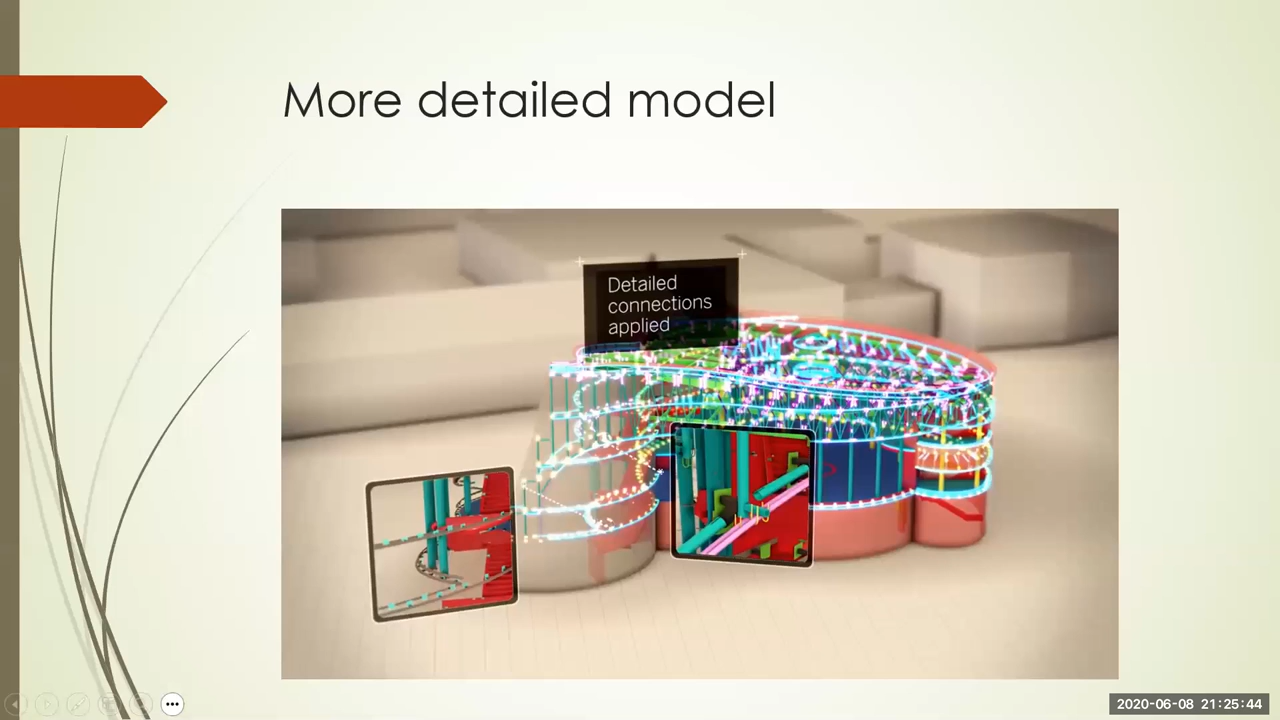 More detailed model
Detailed
connections
applied
2020-06-08 21:25:44